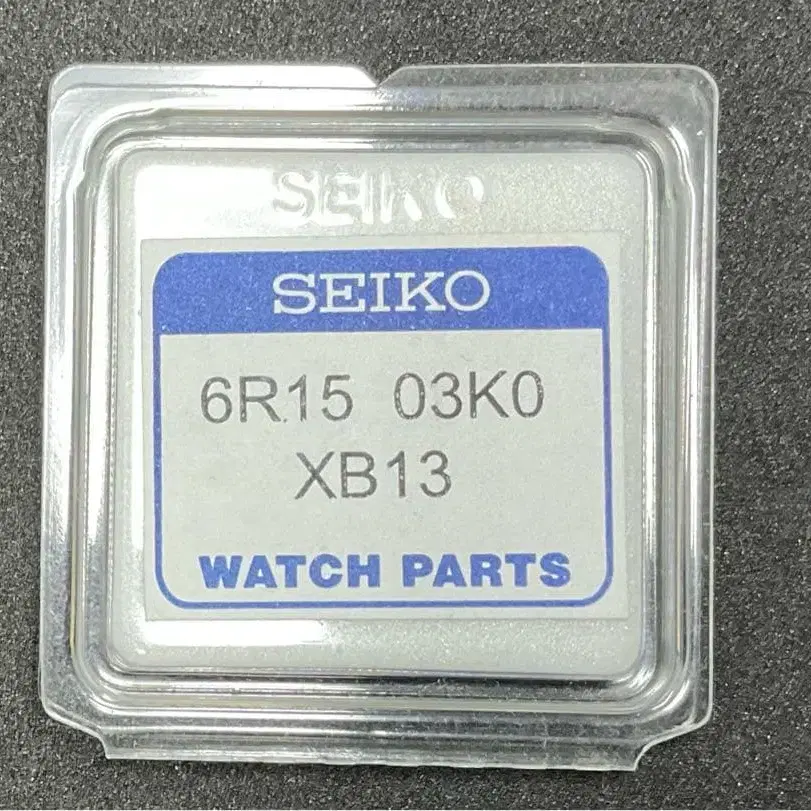 SEIKO
SEIKO
6R15 03K0
XB13
WATCH PARTS